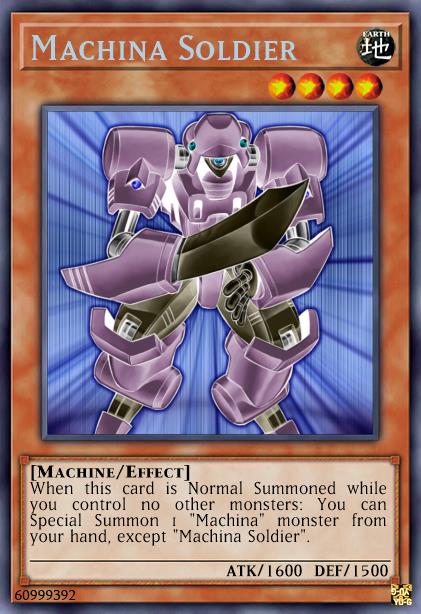 Machina Soldier
EARTH
地
[Machine/Effect]
When this card is Normal Summoned while
you control no other monsters: You can
Special Summon 1 "Machina" monster from
your hand, except "Machina Soldier".
ATK/1600 DEF/1500
60999392